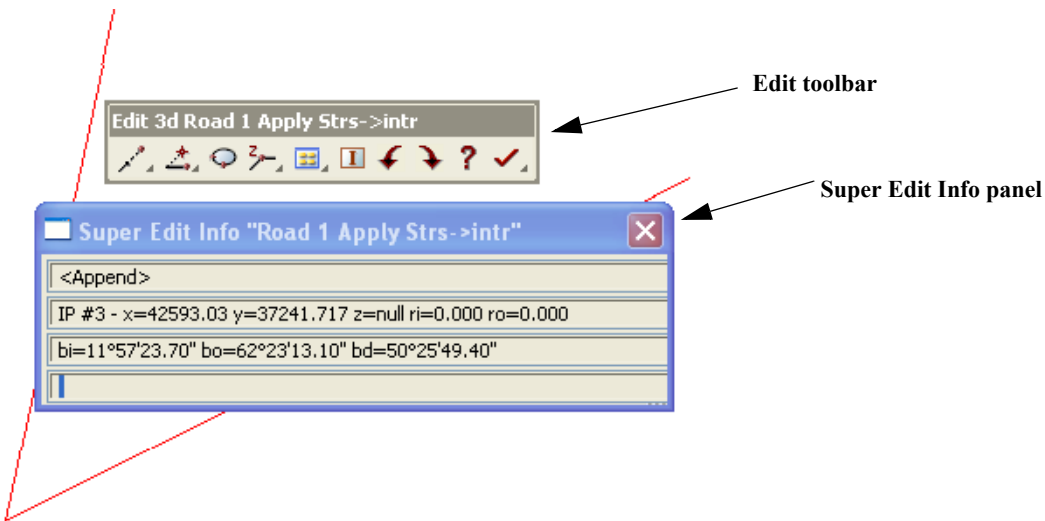 Edit toolbar
Edit 3d Road 1 Apply Strs->intr
Z
I
?
Super Edit Info panel
Super Edit Info "Road 1 Apply Strs->intr"
<Append>
IP #3 - x=42593.03 y=37241.717 z=null ri=0.000 ro=0.000
bi=11°57'23.70" bo=62°23'13.10" bd=50°25'49.40"